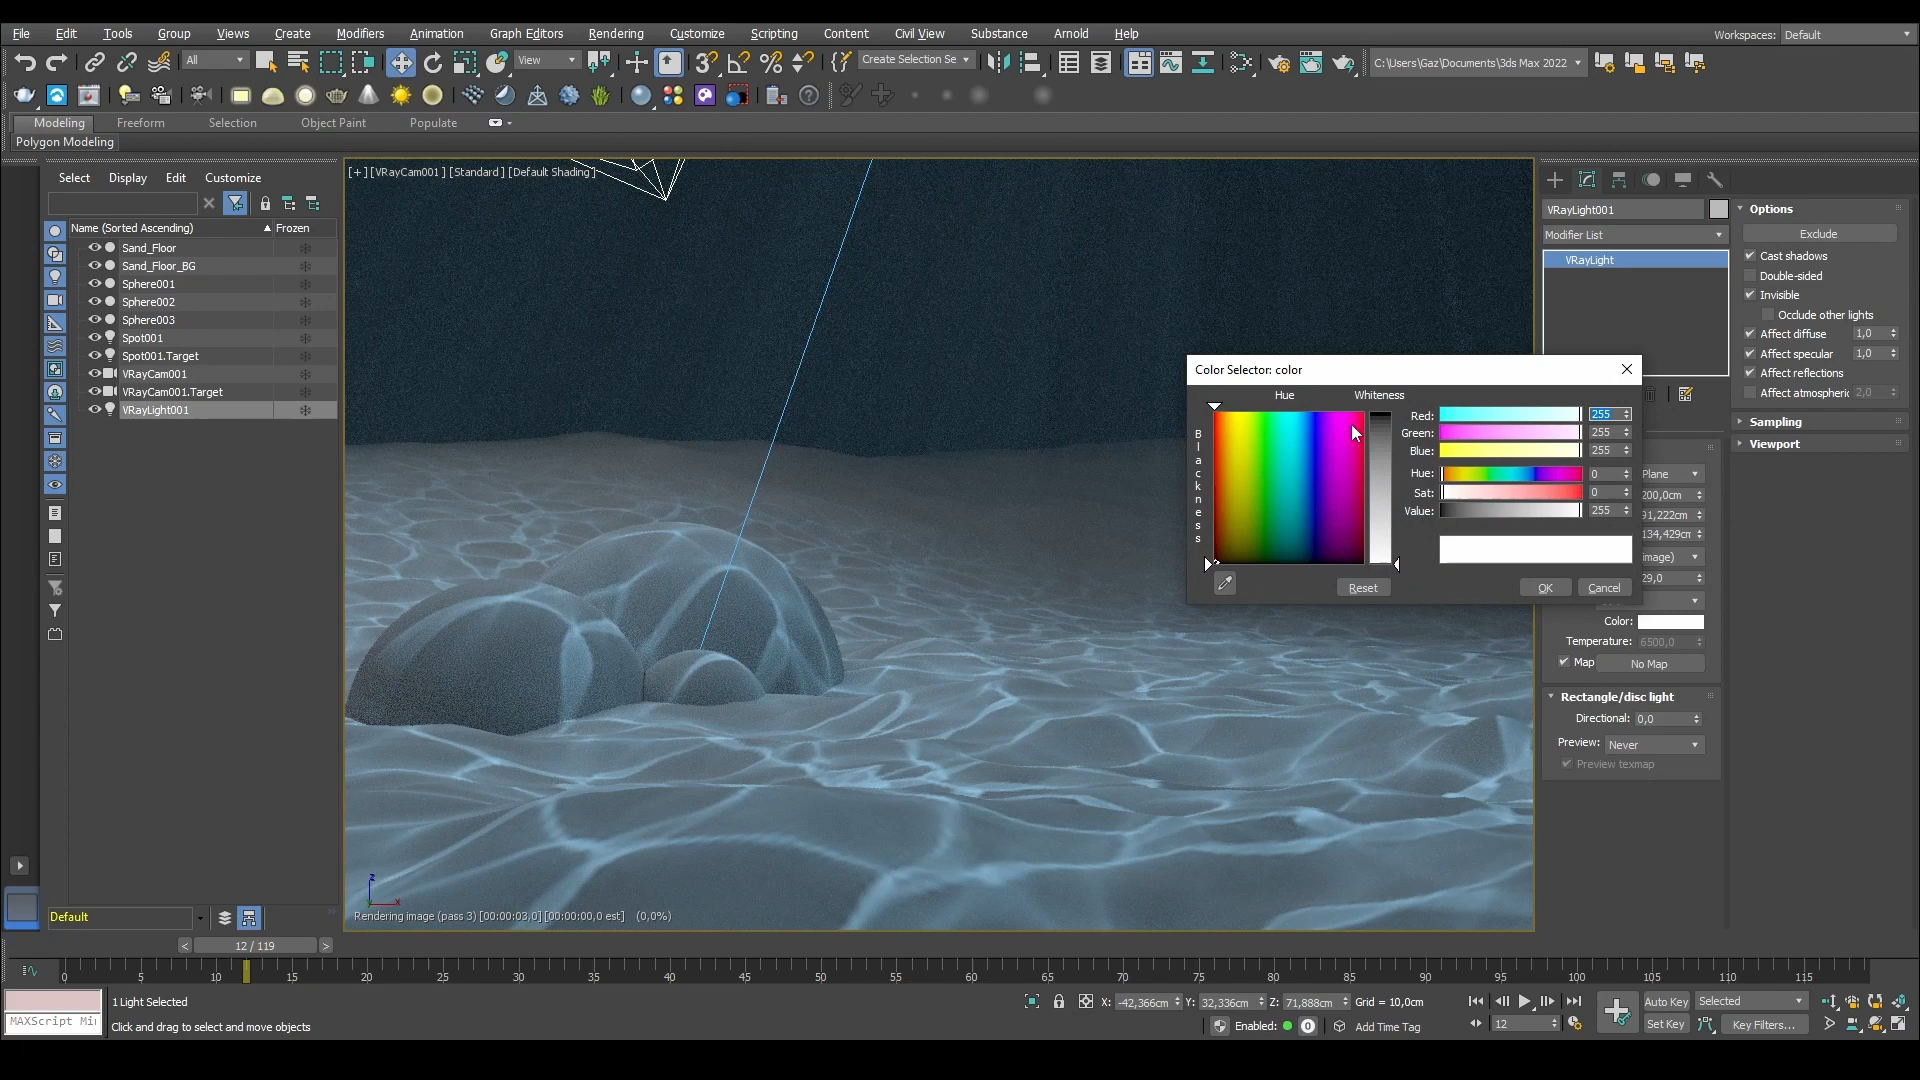 File Edit Tools Group Views Create Modifiers Animation Graph Editors Rendering Customize Scripting Content Civil View Substance Arnold Help Workspaces: Default
All View Create Selection Se C:\Users\Gaz\Documents\3ds Max 2022
Modeling Freeform Selection Object Paint Populate
Polygon Modeling
Select Display Edit Customize
Name (Sorted Ascending) Frozen
Sand_Floor
Sand_Floor_BG
Sphere001
Sphere002
Sphere003
Spot001
Spot001.Target
VRayCam001
VRayCam001.Target
VRayLight001
Default
[+] [VRayCam001] [Standard] [Default Shading]
z
x
Rendering image (pass 3) [00:00:03,0] [00:00:00,0 est] (0,0%)
Color Selector: color
Hue Whiteness
Blackness
Red: 255
Green: 255
Blue: 255
Hue: 0
Sat: 0
Value: 255
Reset OK Cancel
VRayLight001
Modifier List
VRayLight
Plane
200,0cm
91,222cm
134,429cm
image)
29,0
Color:
Temperature: 6500,0
Map No Map
Rectangle/disc light
Directional: 0,0
Preview: Never
Preview texmap
Options
Exclude
Cast shadows
Double-sided
Invisible
Occlude other lights
Affect diffuse 1,0
Affect specular 1,0
Affect reflections
Affect atmospheric 2,0
Sampling
Viewport
< 12 / 119 >
0 5 10 15 20 25 30 35 40 45 50 55 60 65 70 75 80 85 90 95 100 105 110 115
MAXScript Mi
1 Light Selected
Click and drag to select and move objects
X: -42,366cm Y: 32,336cm Z: 71,888cm Grid = 10,0cm
Enabled: 0 Add Time Tag
12
Auto Key Selected
Set Key Key Filters...